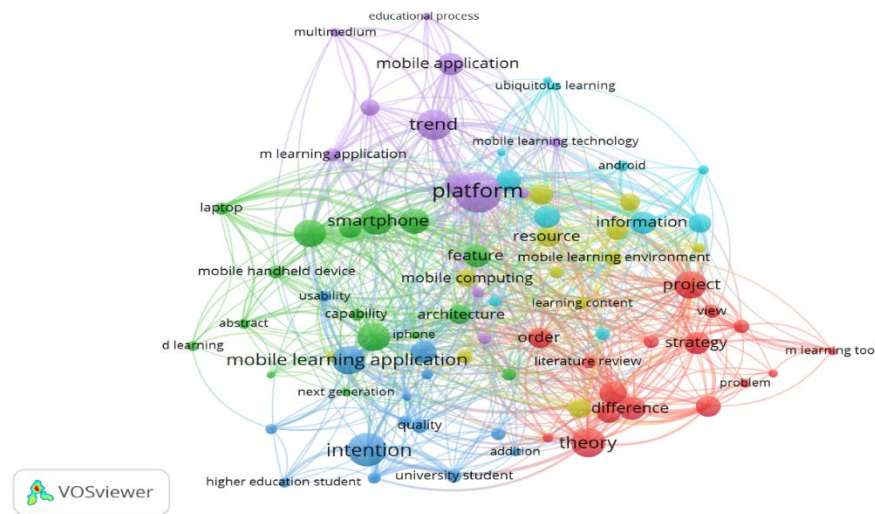 educational process
multimedium
mobile application
ubiquitous learning
trend
mobile learning technology
m learning application
android
platform
laptop
smartphone
information
resource
feature
mobile learning environment
mobile handheld device
mobile computing
project
usability
learning content
capability
architecture
view
abstract
iphone
order
strategy
d learning
mobile learning application
literature review
m learning too
problem
next generation
difference
quality
theory
intention
addition
university student
higher education student
VOSviewer